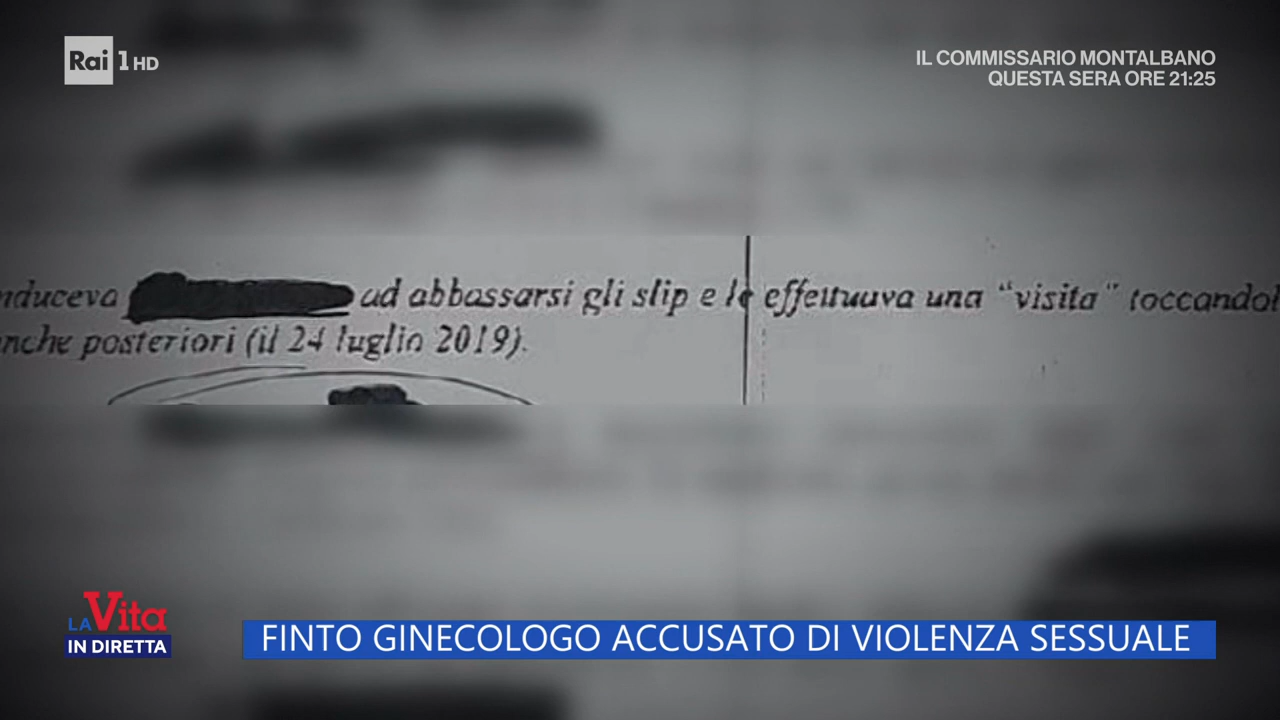 Rai 1 HD
IL COMMISSARIO MONTALBANO
QUESTA SERA ORE 21:25
nduceva ad abbassarsi gli slip e le effettuava una “visita” toccandol
nche posteriori (il 24 luglio 2019).
LA Vita
IN DIRETTA
FINTO GINECOLOGO ACCUSATO DI VIOLENZA SESSUALE